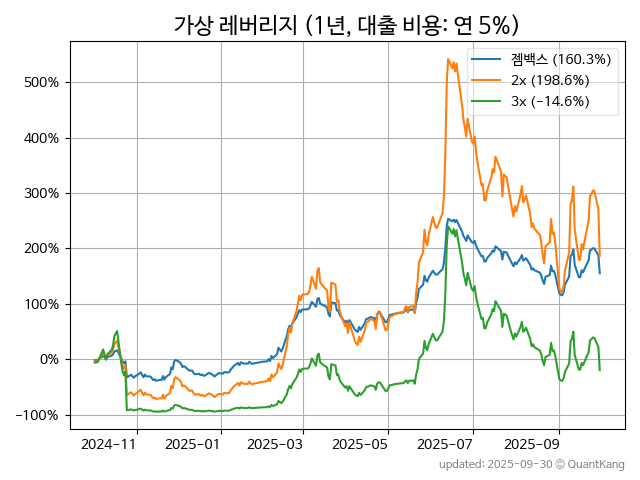 가상 레버리지 (1년, 대출 비용: 연 5%)
젬백스 (160.3%)
2x (198.6%)
3x (-14.6%)
500%
400%
300%
200%
100%
0%
-100%
2024-11
2025-01
2025-03
2025-05
2025-07
2025-09
updated: 2025-09-30 © QuantKang